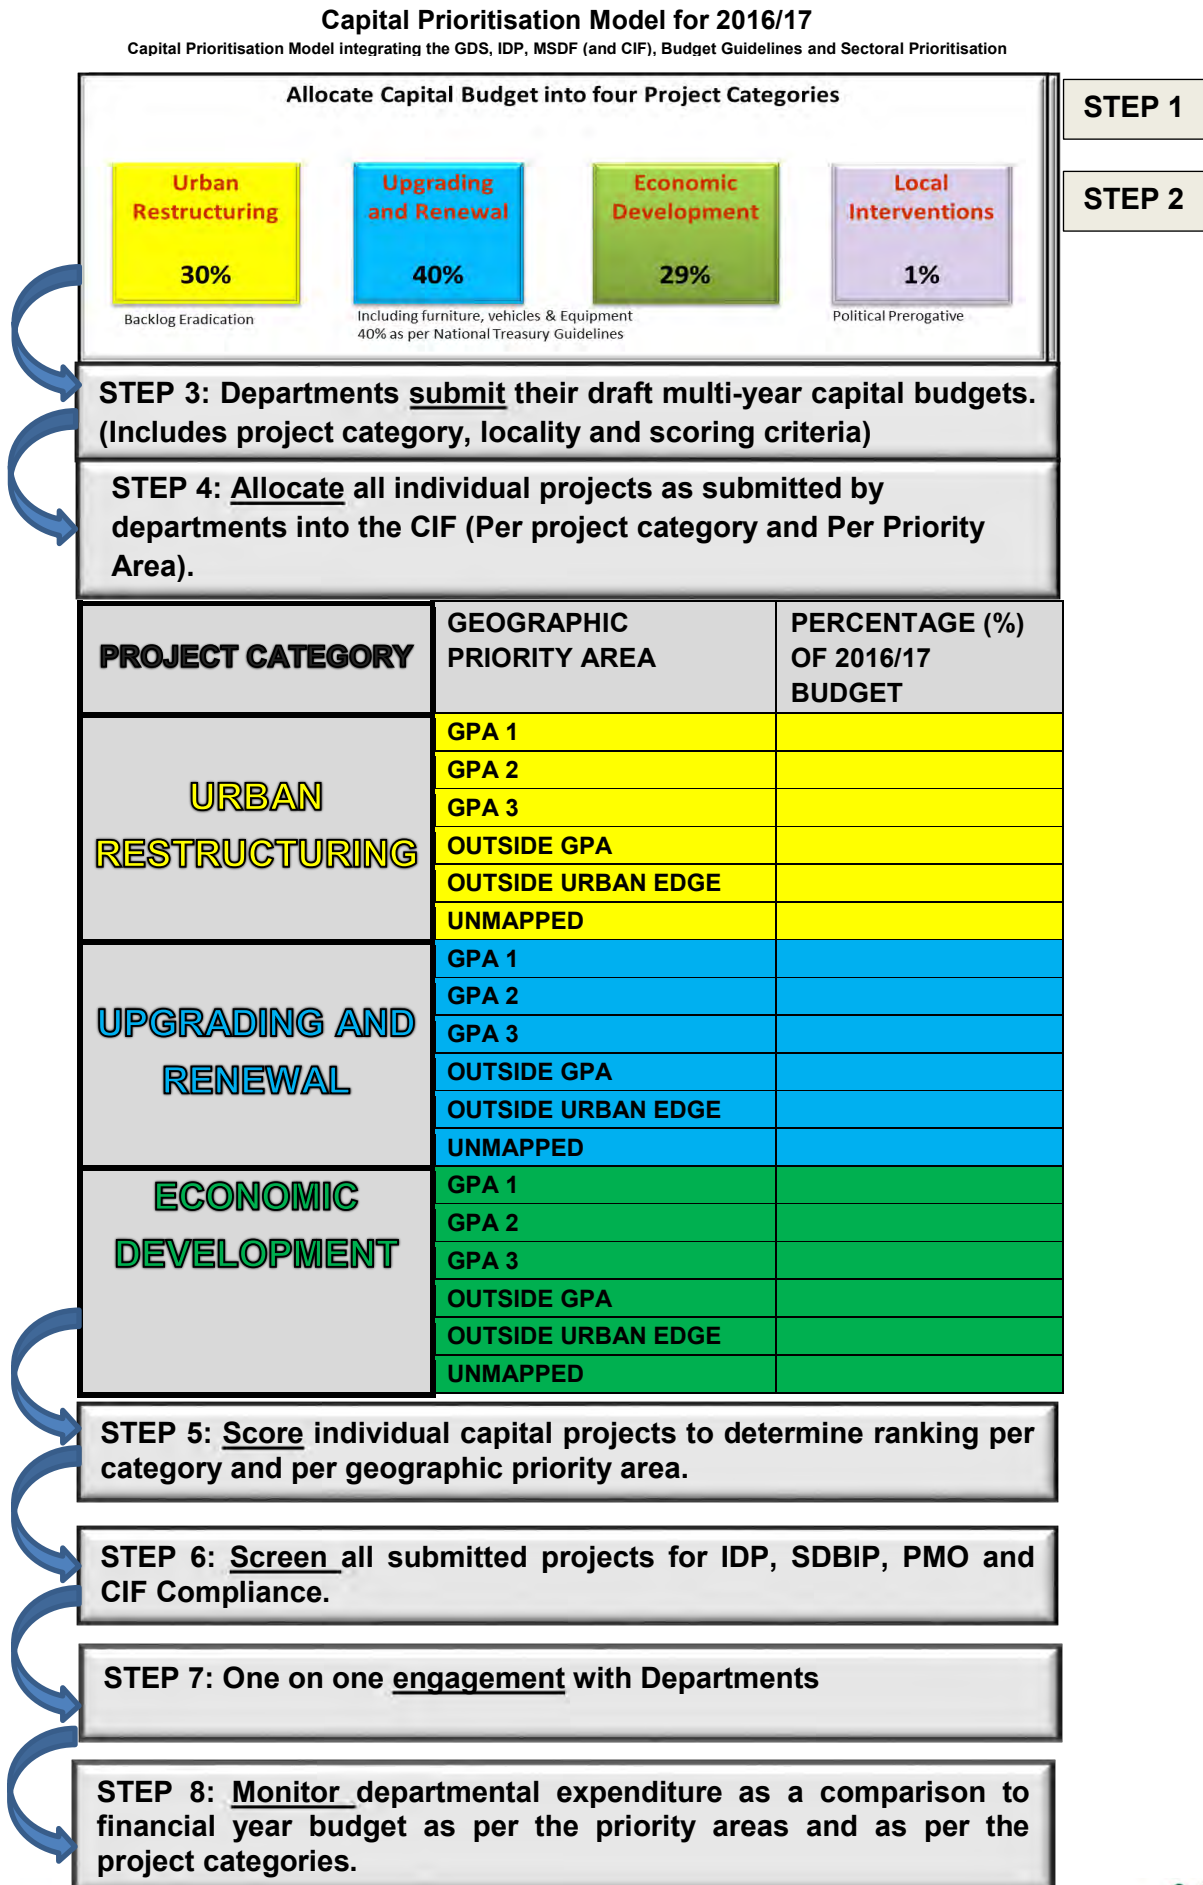 Capital Prioritisation Model for 2016/17
Capital Prioritisation Model integrating the GDS, IDP, MSDF (and CIF), Budget Guidelines and Sectoral Prioritisation
Allocate Capital Budget into four Project Categories
STEP 1
STEP 2
Urban
Restructuring
30%
Backlog Eradication
Upgrading
and Renewal
40%
Including furniture, vehicles & Equipment
40% as per National Treasury Guidelines
Economic
Development
29%
Local
Interventions
1%
Political Prerogative
STEP 3: Departments submit their draft multi-year capital budgets.
(Includes project category, locality and scoring criteria)
STEP 4: Allocate all individual projects as submitted by
departments into the CIF (Per project category and Per Priority
Area).
PROJECT CATEGORY
GEOGRAPHIC
PRIORITY AREA
PERCENTAGE (%)
OF 2016/17
BUDGET
URBAN
RESTRUCTURING
GPA 1
GPA 2
GPA 3
OUTSIDE GPA
OUTSIDE URBAN EDGE
UNMAPPED
UPGRADING AND
RENEWAL
GPA 1
GPA 2
GPA 3
OUTSIDE GPA
OUTSIDE URBAN EDGE
UNMAPPED
ECONOMIC
DEVELOPMENT
GPA 1
GPA 2
GPA 3
OUTSIDE GPA
OUTSIDE URBAN EDGE
UNMAPPED
STEP 5: Score individual capital projects to determine ranking per
category and per geographic priority area.
STEP 6: Screen all submitted projects for IDP, SDBIP, PMO and
CIF Compliance.
STEP 7: One on one engagement with Departments
STEP 8: Monitor departmental expenditure as a comparison to
financial year budget as per the priority areas and as per the
project categories.